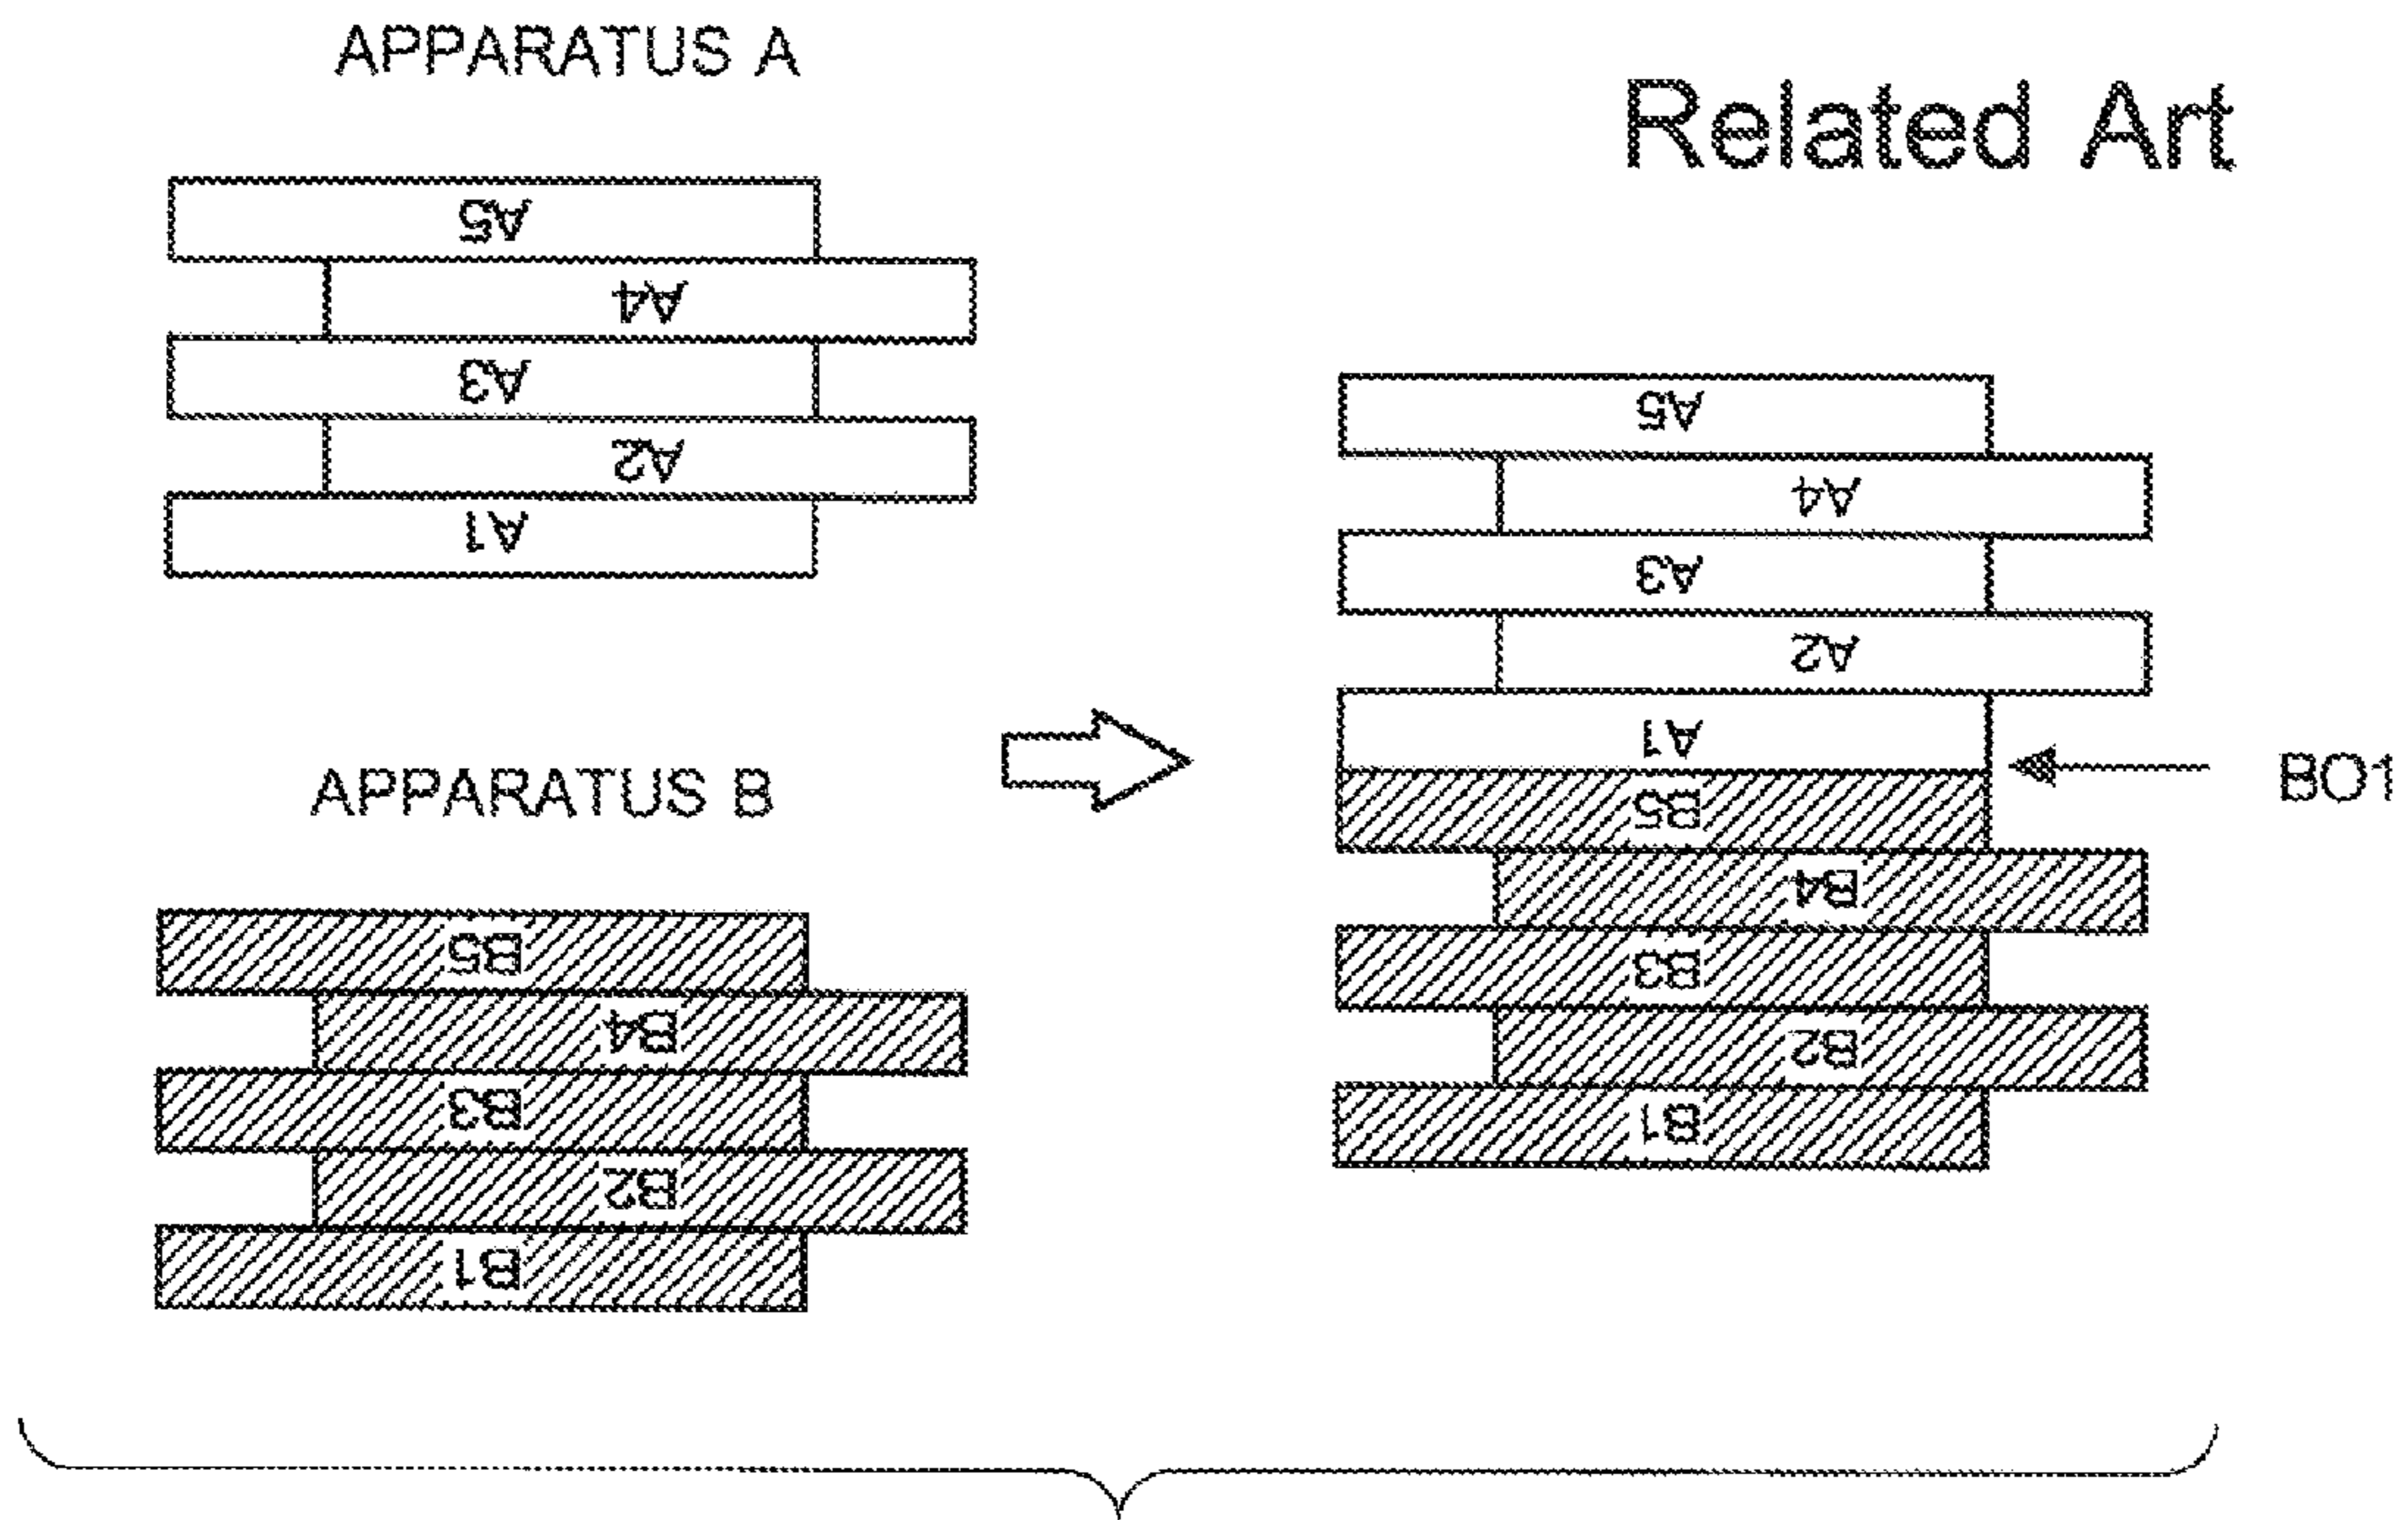 APPARATUS A
Related Art
A5
A4
A3
A2
A1
APPARATUS B
B5
B4
B3
B2
B1
A5
A4
A3
A2
A1
BO1
B5
B4
B3
B2
B1